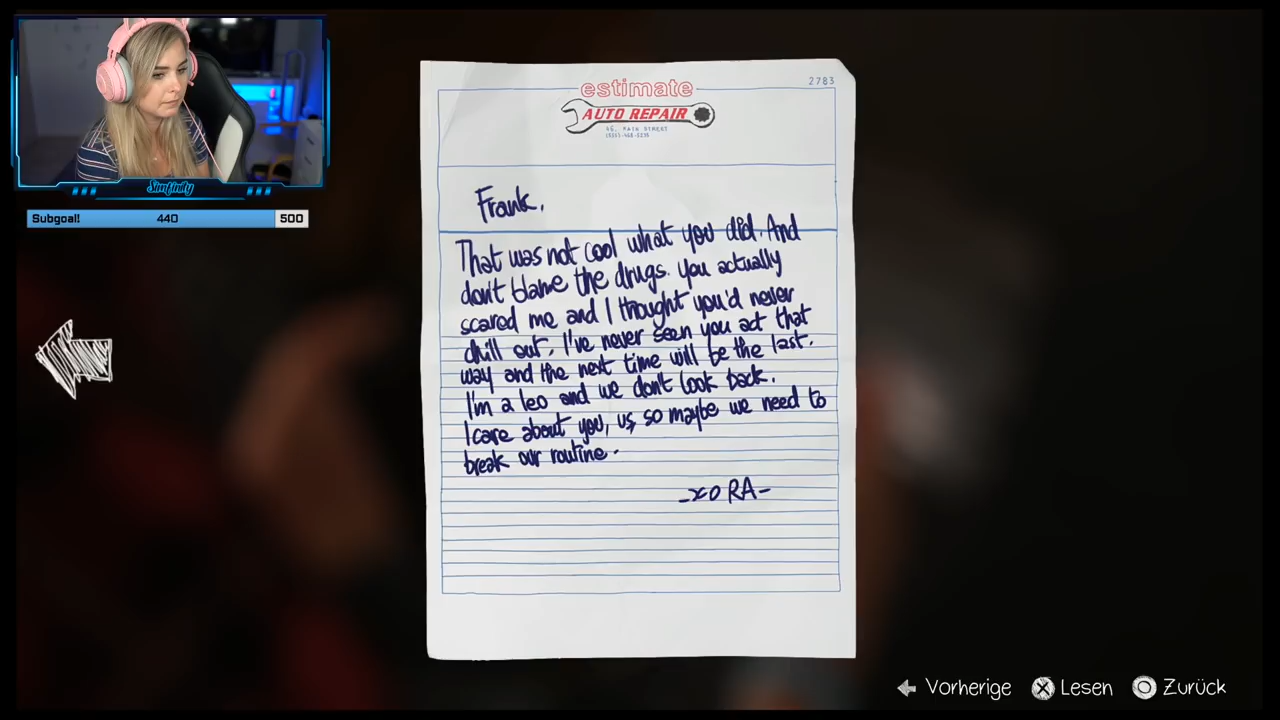 Simfinity
Subgoal!
440
500
estimate
2783
AUTO REPAIR
Frank,
That was not cool what you did. And
don't blame the drugs. You actually
scared me and I thought you'd never
chill out. I've never seen you act that
way and the next time will be the last.
I'm a leo and we don't look back.
I care about you, us, so maybe we need to
break our routine.
-xo RA-
Vorherige
Lesen
Zurück